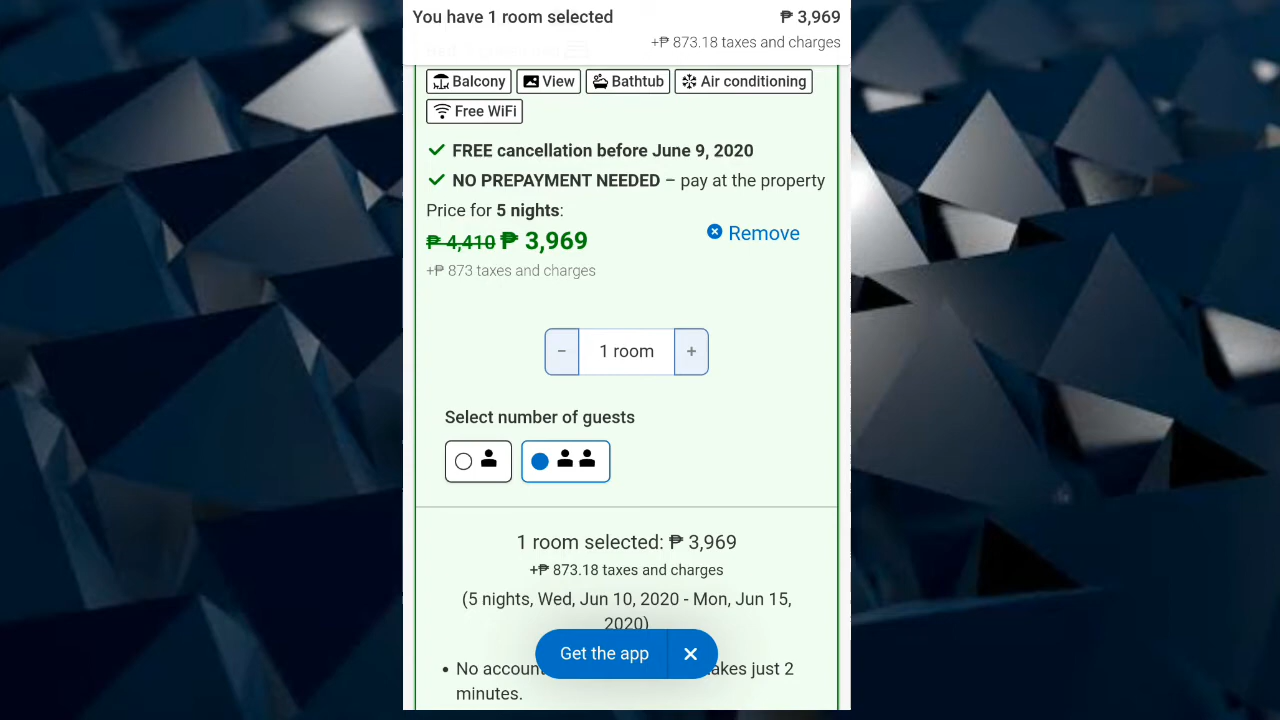 You have 1 room selected ₱ 3,969
+₱ 873.18 taxes and charges
Balcony View Bathtub Air conditioning
Free WiFi
FREE cancellation before June 9, 2020
NO PREPAYMENT NEEDED – pay at the property
Price for 5 nights:
₱ 4,410 ₱ 3,969 Remove
+₱ 873 taxes and charges
− 1 room +
Select number of guests
1 room selected: ₱ 3,969
+₱ 873.18 taxes and charges
(5 nights, Wed, Jun 10, 2020 - Mon, Jun 15,
2020)
Get the app
• No account just 2
minutes.